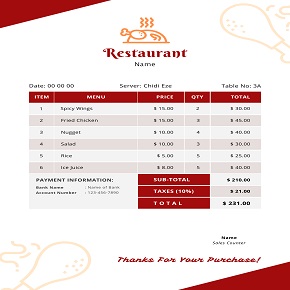 Restaurant
Name
Date: 00 00 00 Server: Chidi Eze Table No: 3A
ITEM MENU PRICE QTY TOTAL
1 Spicy Wings $ 15.00 2 $ 30.00
2 Fried Chicken $ 15.00 3 $ 45.00
3 Nugget $ 10.00 4 $ 40.00
4 Salad $ 10.00 3 $ 30.00
5 Rice $ 5.00 5 $ 25.00
6 Ice Juice $ 8.00 5 $ 40.00
PAYMENT INFORMATION: SUB-TOTAL $ 210.00
Bank Name : Name of Bank
Account Number : 123-456-7890
TAXES (10%) $ 21.00
TOTAL $ 231.00
Name
Sales Counter
Thanks For Your Purchase!